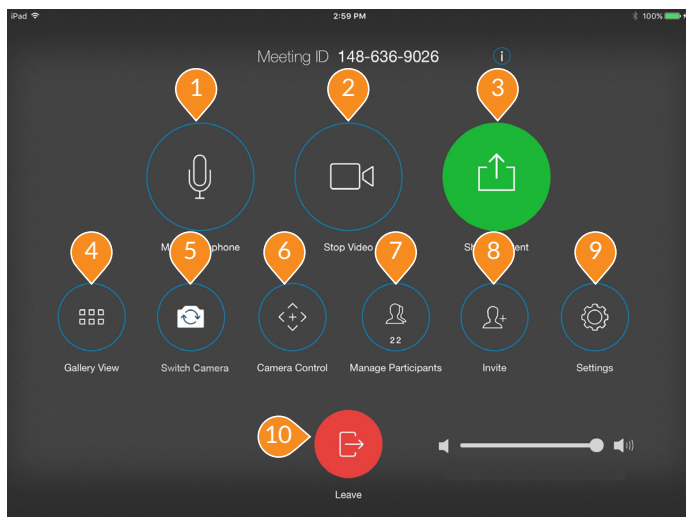 iPad 2:59 PM 100%
Meeting ID 148-636-9026
1 2 3
Stop Video
4 5 6 7 8 9
22
Gallery View Switch Camera Camera Control Manage Participants Invite Settings
10
Leave